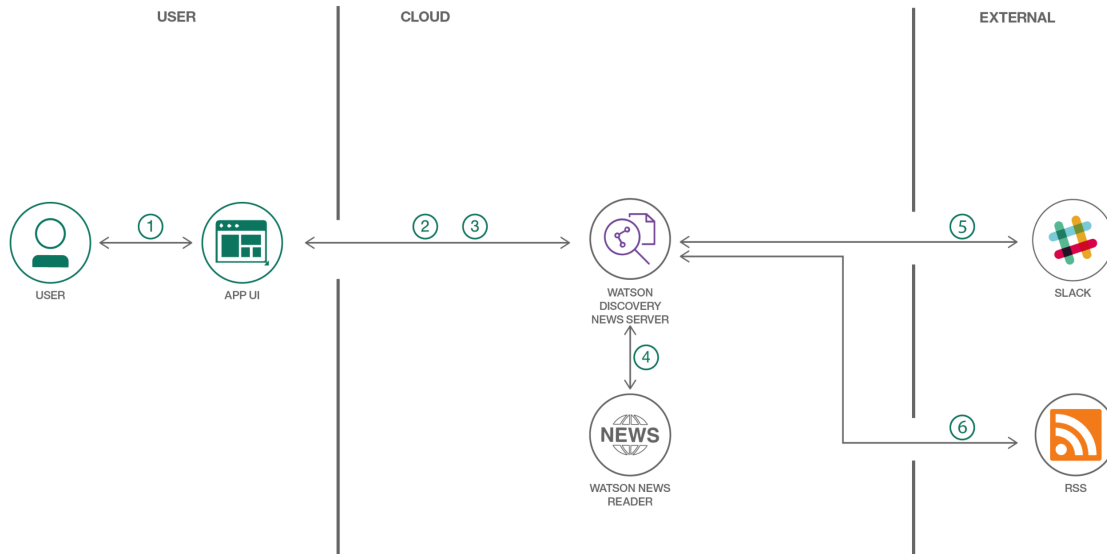 USER
CLOUD
EXTERNAL
1
2
3
5
USER
APP UI
WATSON
DISCOVERY
NEWS SERVER
SLACK
4
NEWS
6
WATSON NEWS
READER
RSS